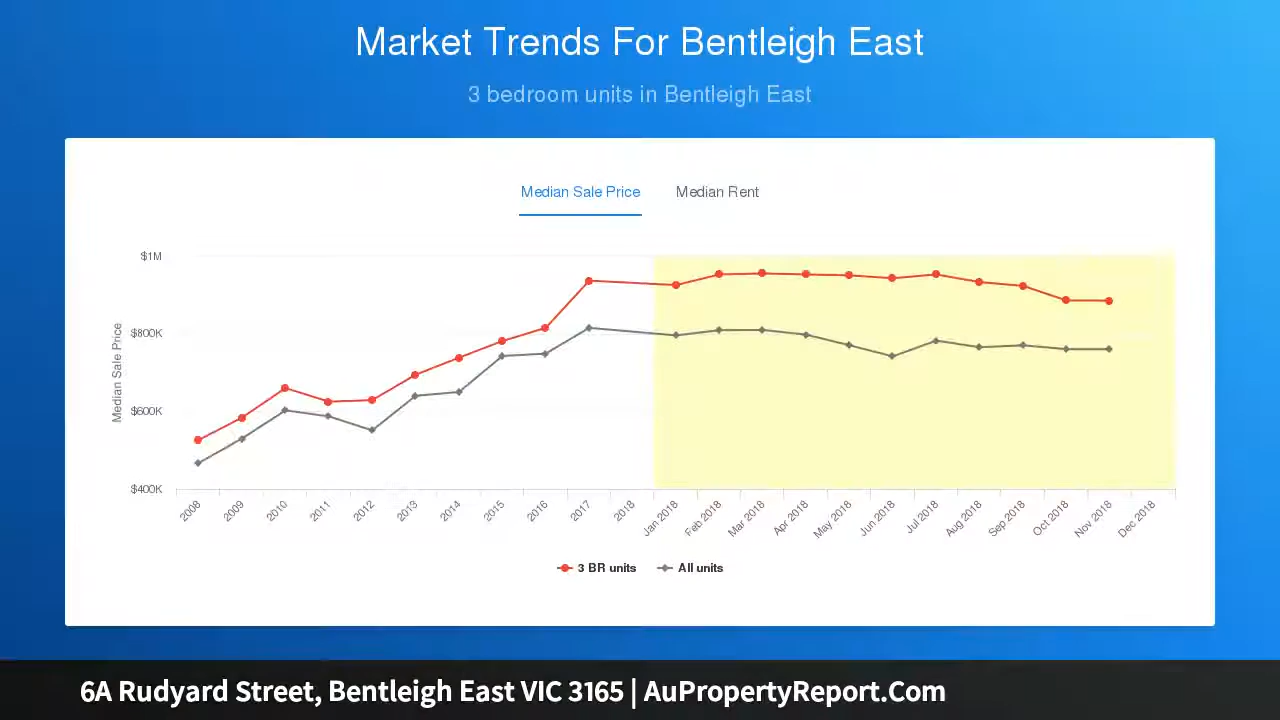 Market Trends For Bentleigh East
3 bedroom units in Bentleigh East
Median Sale Price Median Rent
Median Sale Price
$1M
$800K
$600K
$400K
2008 2009 2010 2011 2012 2013 2014 2015 2016 2017 2018 Jan 2018 Feb 2018 Mar 2018 Apr 2018 May 2018 Jun 2018 Jul 2018 Aug 2018 Sep 2018 Oct 2018 Nov 2018 Dec 2018
3 BR units All units
6A Rudyard Street, Bentleigh East VIC 3165 | AuPropertyReport.Com